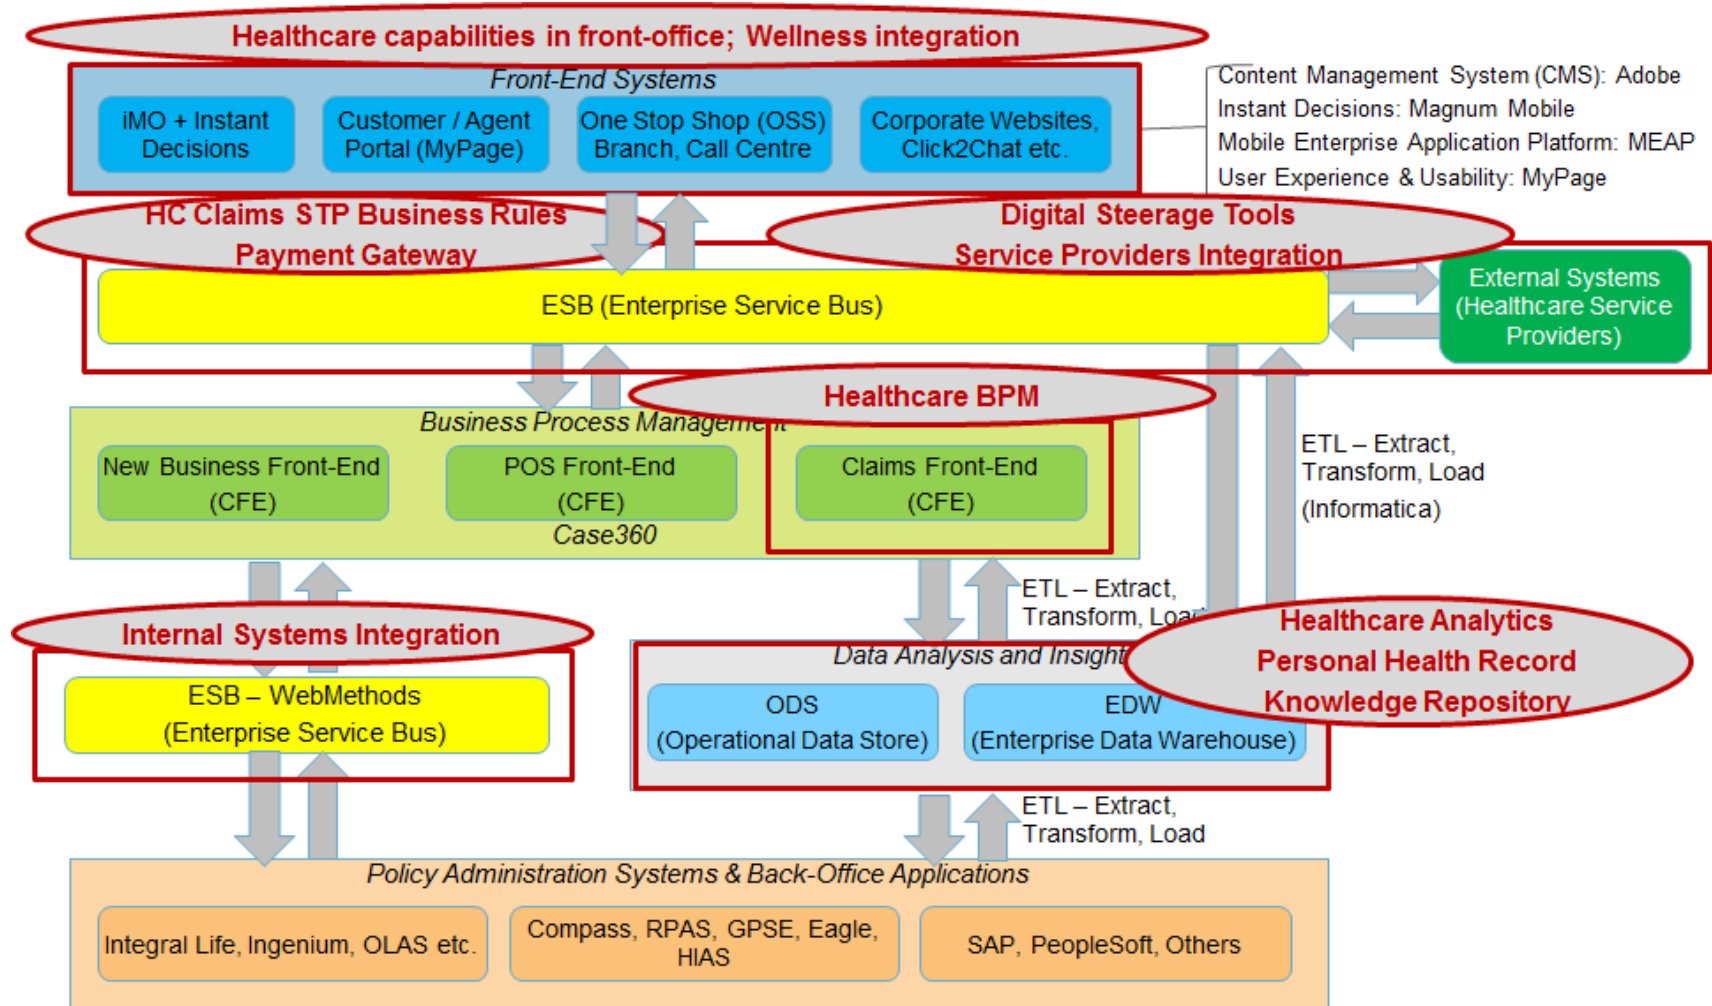 Healthcare capabilities in front-office; Wellness integration
Front-End Systems
iMO + Instant
Decisions
Customer / Agent
Portal (MyPage)
One Stop Shop (OSS)
Branch, Call Centre
Corporate Websites,
Click2Chat etc.
Content Management System (CMS): Adobe
Instant Decisions: Magnum Mobile
Mobile Enterprise Application Platform: MEAP
User Experience & Usability: MyPage
HC Claims STP Business Rules
Payment Gateway
Digital Steerage Tools
Service Providers Integration
ESB (Enterprise Service Bus)
External Systems
(Healthcare Service
Providers)
Healthcare BPM
Business Process Management
New Business Front-End
(CFE)
POS Front-End
(CFE)
Claims Front-End
(CFE)
Case360
ETL – Extract,
Transform, Load
(Informatica)
ETL – Extract,
Transform, Load
Internal Systems Integration
Healthcare Analytics
Personal Health Record
Knowledge Repository
ESB – WebMethods
(Enterprise Service Bus)
Data Analysis and Insight
ODS
(Operational Data Store)
EDW
(Enterprise Data Warehouse)
ETL – Extract,
Transform, Load
Policy Administration Systems & Back-Office Applications
Integral Life, Ingenium, OLAS etc.
Compass, RPAS, GPSE, Eagle,
HIAS
SAP, PeopleSoft, Others